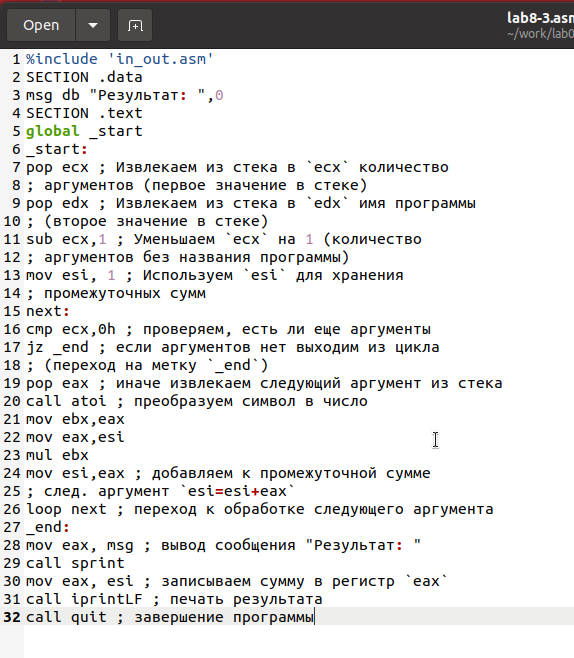 Open
lab8-3.asm
~/work/lab0
1 %include 'in_out.asm'
2 SECTION .data
3 msg db "Результат: ",0
4 SECTION .text
5 global _start
6 _start:
7 pop ecx ; Извлекаем из стека в `ecx` количество
8 ; аргументов (первое значение в стеке)
9 pop edx ; Извлекаем из стека в `edx` имя программы
10 ; (второе значение в стеке)
11 sub ecx,1 ; Уменьшаем `ecx` на 1 (количество
12 ; аргументов без названия программы)
13 mov esi, 1 ; Используем `esi` для хранения
14 ; промежуточных сумм
15 next:
16 cmp ecx,0h ; проверяем, есть ли еще аргументы
17 jz _end ; если аргументов нет выходим из цикла
18 ; (переход на метку `_end`)
19 pop eax ; иначе извлекаем следующий аргумент из стека
20 call atoi ; преобразуем символ в число
21 mov ebx,eax
22 mov eax,esi
23 mul ebx
24 mov esi,eax ; добавляем к промежуточной сумме
25 ; след. аргумент `esi=esi+eax`
26 loop next ; переход к обработке следующего аргумента
27 _end:
28 mov eax, msg ; вывод сообщения "Результат: "
29 call sprint
30 mov eax, esi ; записываем сумму в регистр `eax`
31 call iprintLF ; печать результата
32 call quit ; завершение программы